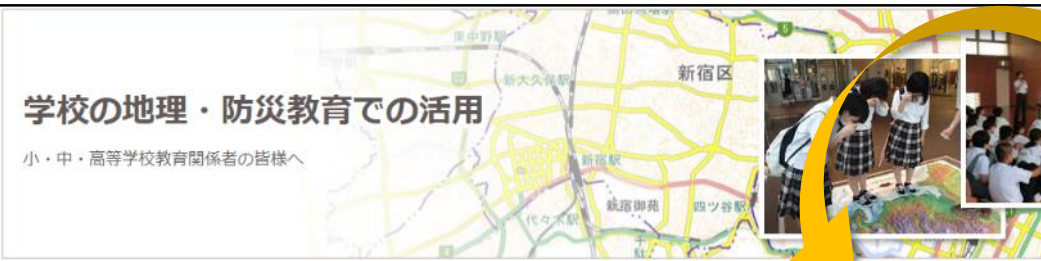 学校の地理・防災教育での活用
小・中・高等学校教育関係者の皆様へ
東中野駅
新大久保駅
新宿区
新宿駅
新宿御苑
四ツ谷駅
代々木駅